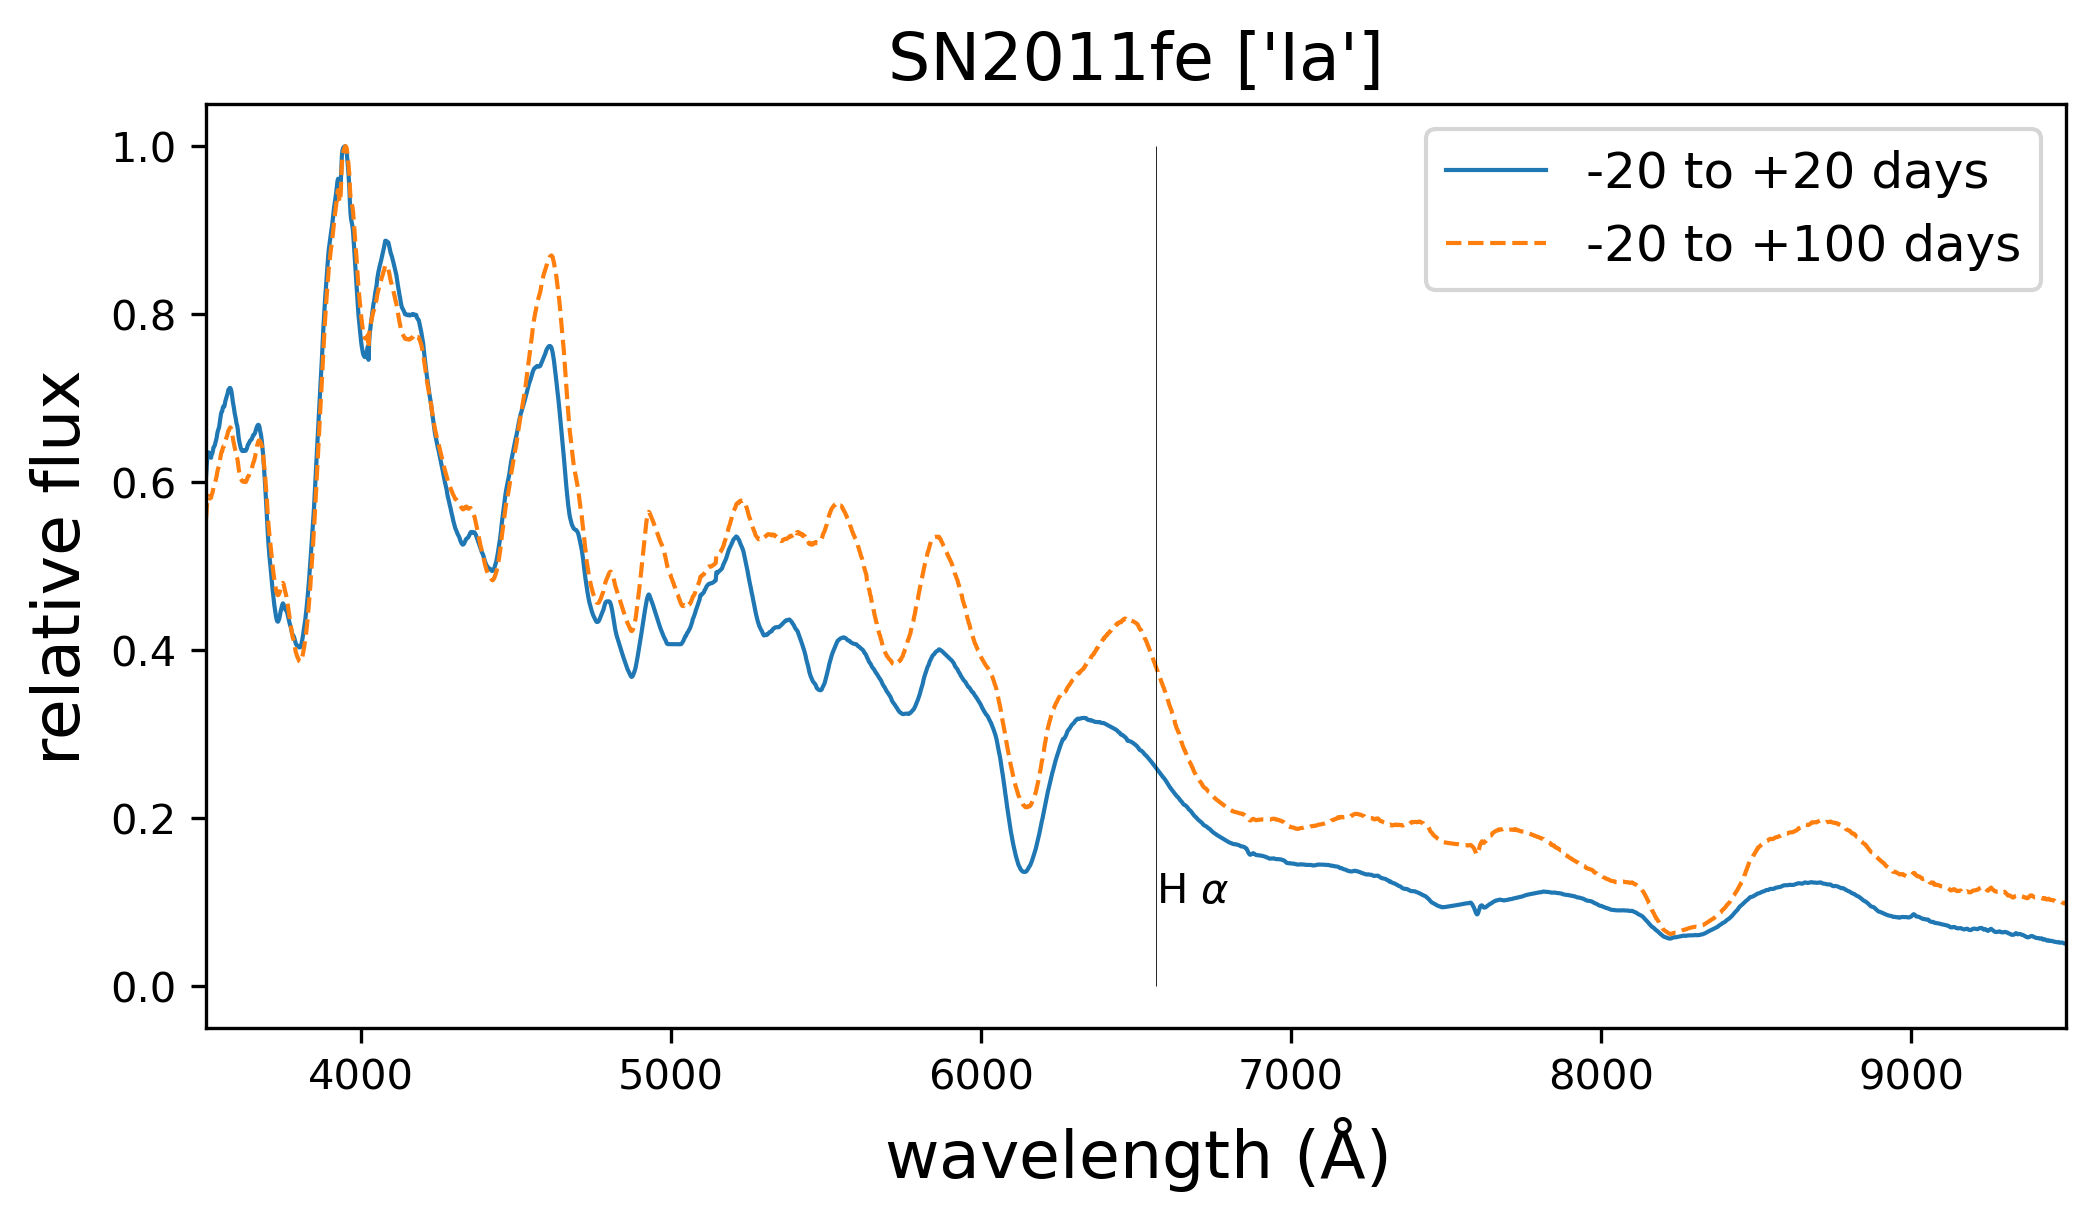 SN2011fe ['Ia']
-20 to +20 days
-20 to +100 days
relative flux
1.0
0.8
0.6
0.4
0.2
0.0
H α
4000 5000 6000 7000 8000 9000
wavelength (Å)